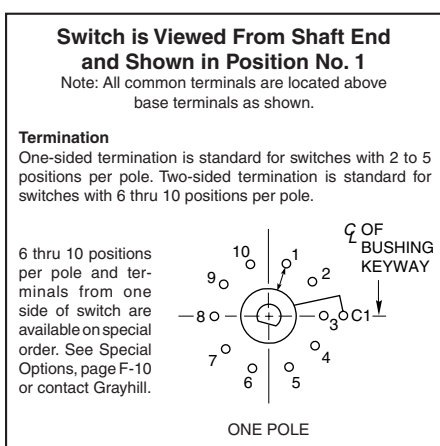 Switch is Viewed From Shaft End
and Shown in Position No. 1
Note: All common terminals are located above
base terminals as shown.
Termination
One-sided termination is standard for switches with 2 to 5
positions per pole. Two-sided termination is standard for
switches with 6 thru 10 positions per pole.
6 thru 10 positions
per pole and ter-
minals from one
side of switch are
available on special
order. See Special
Options, page F-10
or contact Grayhill.
℄ OF
BUSHING
KEYWAY
10
1
9
2
8
3
C1
7
4
6
5
ONE POLE